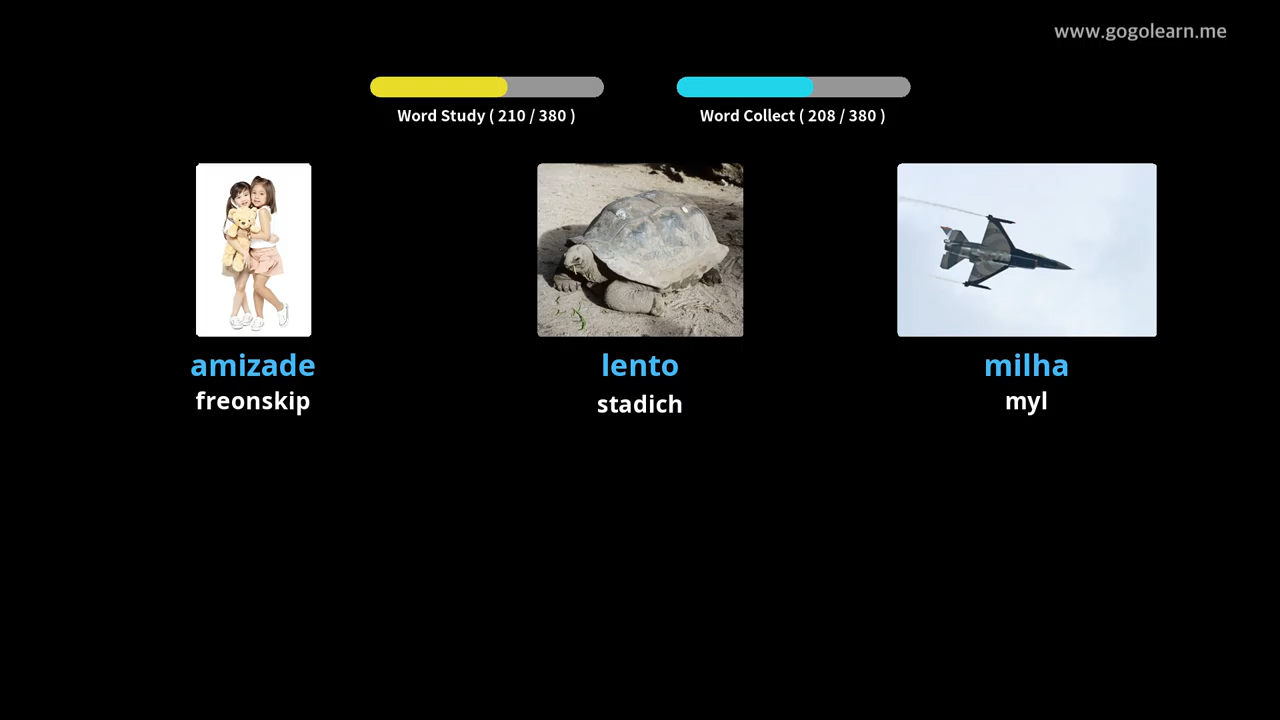 www.gogolearn.me
Word Study ( 210 / 380 )
Word Collect ( 208 / 380 )
amizade
freonskip
lento
stadich
milha
myl